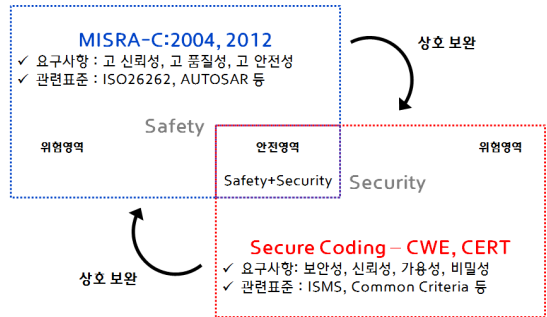 MISRA-C:2004, 2012
✓ 요구사항 : 고 신뢰성, 고 품질성, 고 안전성
✓ 관련표준 : ISO26262, AUTOSAR 등
상호 보완
Safety
위험영역
안전영역
위험영역
Safety+Security
Security
Secure Coding – CWE, CERT
✓ 요구사항: 보안성, 신뢰성, 가용성, 비밀성
✓ 관련표준 : ISMS, Common Criteria 등
상호 보완